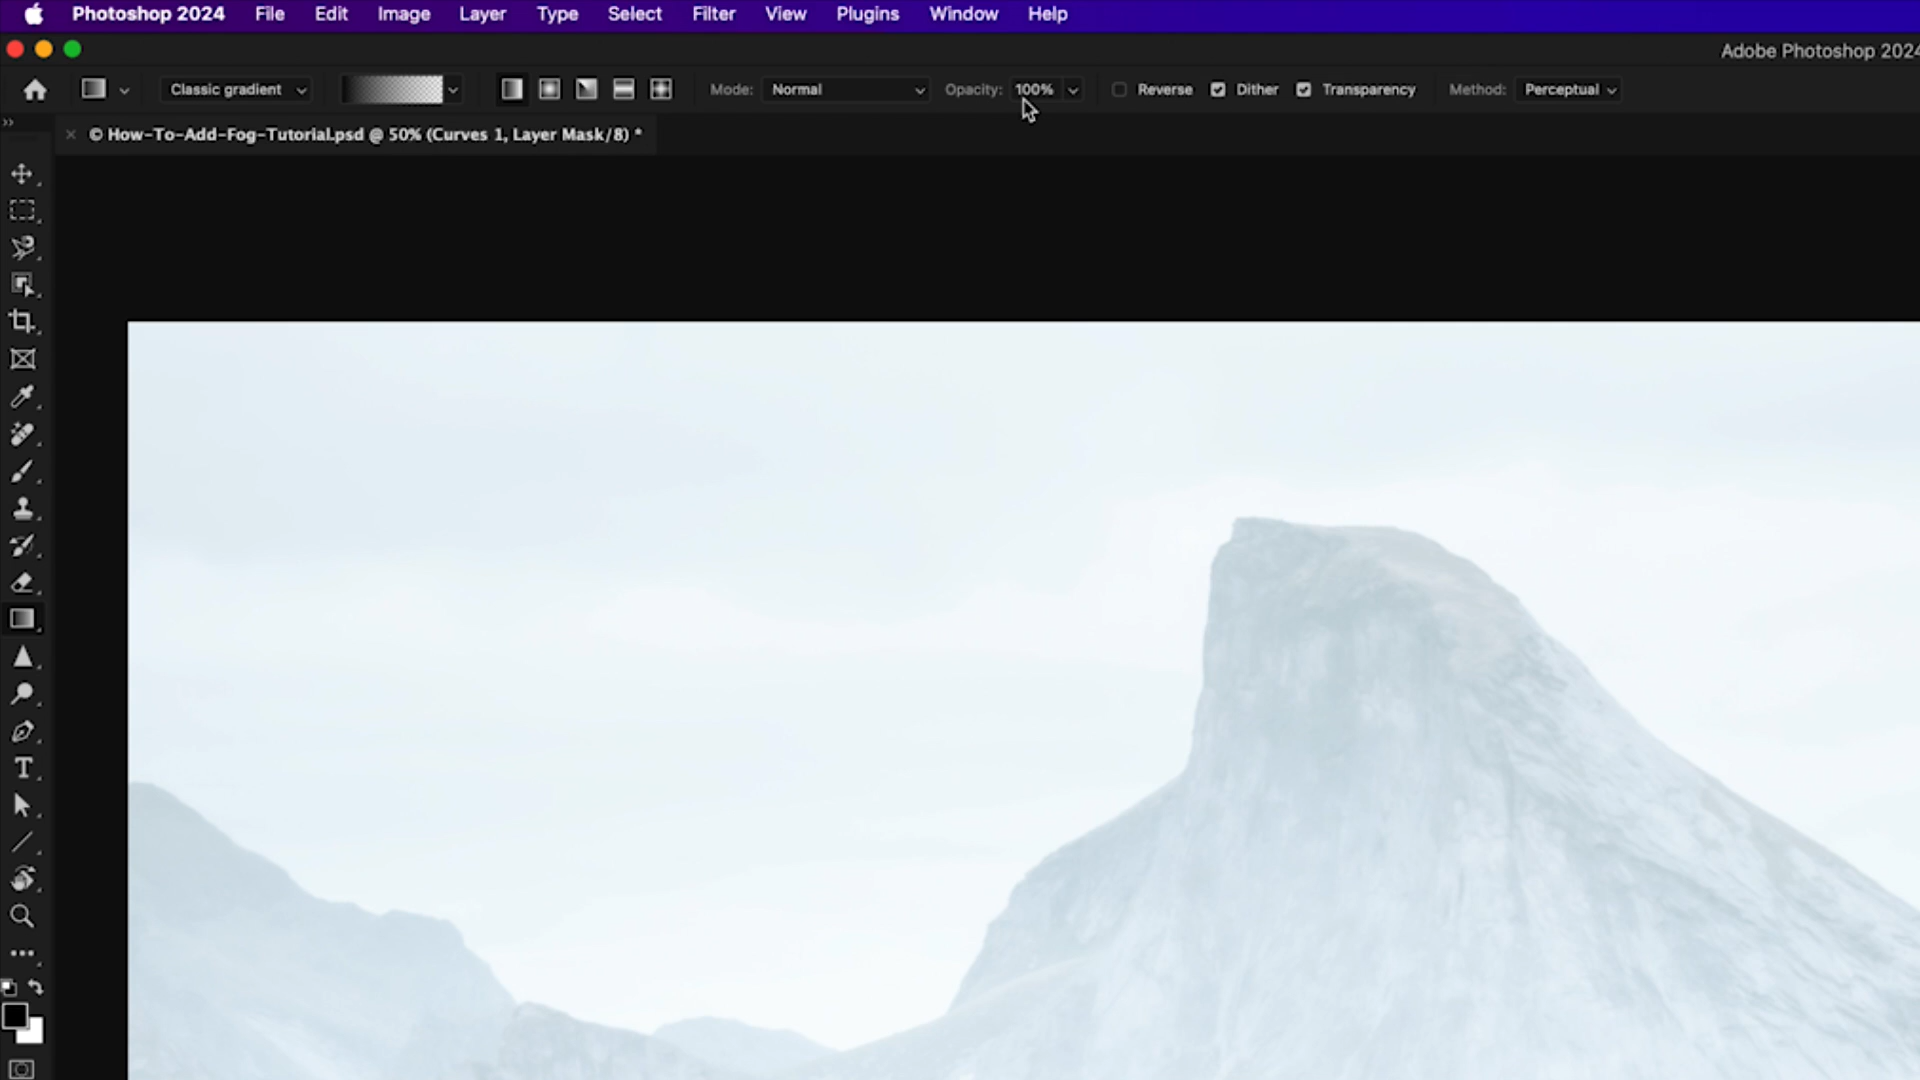 Photoshop 2024 File Edit Image Layer Type Select Filter View Plugins Window Help
Adobe Photoshop 2024
Classic gradient Mode: Normal Opacity: 100% Reverse Dither Transparency Method: Perceptual
© How-To-Add-Fog-Tutorial.psd @ 50% (Curves 1, Layer Mask/8) *